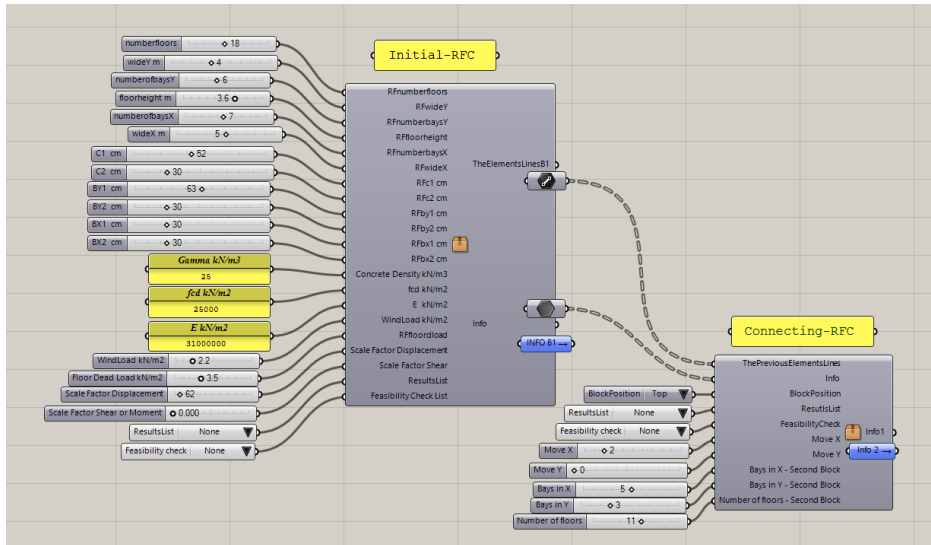 Initial-RFC
numberfloors 18
wideY m 4
numberofbaysY 6
floorheight m 3.6
numberofbaysX 7
wideX m 5
C1 cm 52
C2 cm 30
BY1 cm 63
BY2 cm 30
BX1 cm 30
BX2 cm 30
Gamma kN/m3
25
fcd kN/m2
25000
E kN/m2
31000000
WindLoad kN/m2 2.2
Floor Dead Load kN/m2 3.5
Scale Factor Displacement 62
Scale Factor Shear or Moment 0.000
ResultsList None
Feasibility check None
RFnumberfloors
RFwideY
RFnumberbaysY
RFfloorheight
RFnumberbaysX
RFwideX
RFc1 cm
RFc2 cm
RFby1 cm
RFby2 cm
RFbx1 cm
RFbx2 cm
Concrete Density kN/m3
fcd kN/m2
E kN/m2
WindLoad kN/m2
RFfloordload
Scale Factor Displacement
Scale Factor Shear
ResultsList
Feasibility Check List
TheElementsLinesB1
Info
INFO B1
Connecting-RFC
BlockPosition Top
ResultsList None
Feasibility check None
Move X 2
Move Y 0
Bays in X 5
Bays in Y 3
Number of floors 11
ThePreviousElementsLines
Info
BlockPosition
ResultsList
FeasibilityCheck
Move X
Move Y
Bays in X - Second Block
Bays in Y - Second Block
Number of floors - Second Block
Info1
Info 2